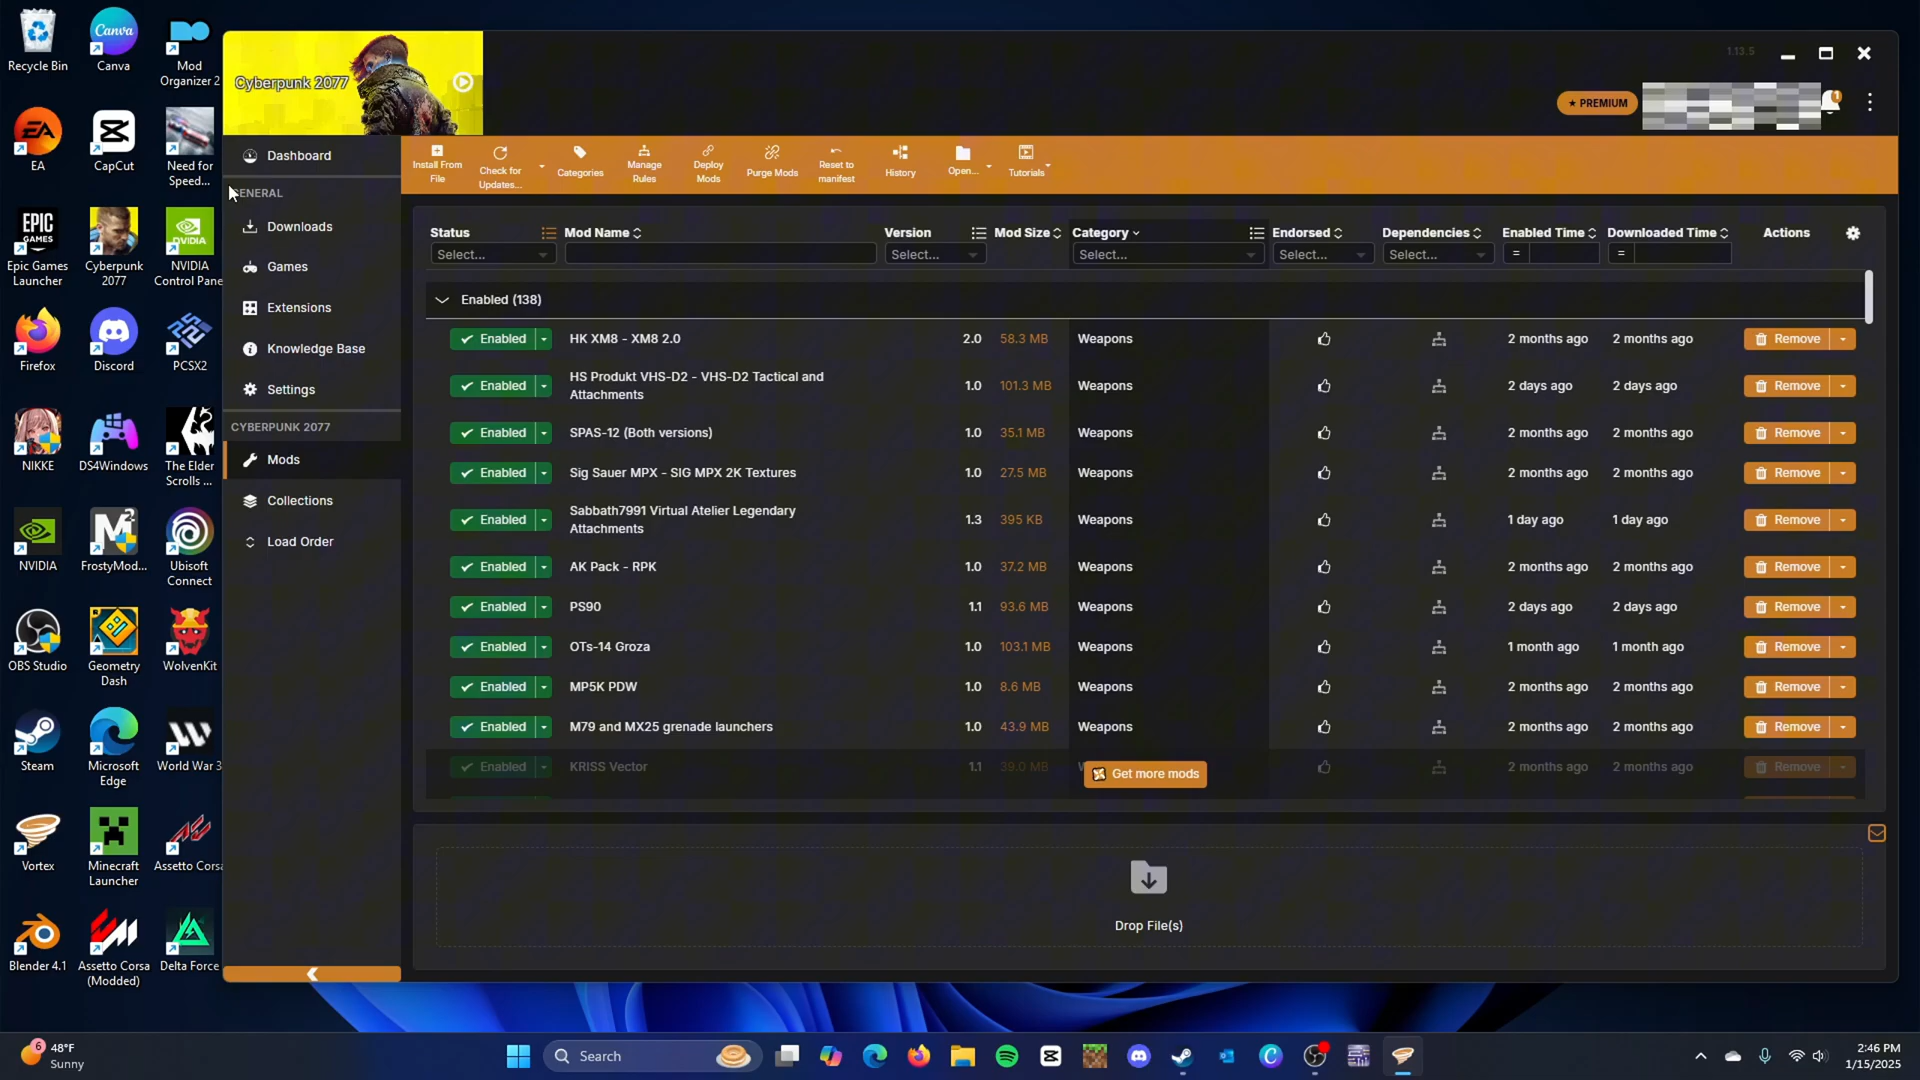 Recycle Bin
Canva
Mod
Organizer 2
EA
CapCut
Need for
Speed...
Epic Games
Launcher
Cyberpunk
2077
NVIDIA
Control Pane
Firefox
Discord
PCSX2
NIKKE
DS4Windows
The Elder
Scrolls ...
NVIDIA
FrostyMod...
Ubisoft
Connect
OBS Studio
Geometry
Dash
WolvenKit
Steam
Microsoft
Edge
World War 3
Vortex
Minecraft
Launcher
Assetto Corsa
Blender 4.1
Assetto Corsa
(Modded)
Delta Force
Cyberpunk 2077
1.13.5
PREMIUM
1
Dashboard
GENERAL
Downloads
Games
Extensions
Knowledge Base
Settings
CYBERPUNK 2077
Mods
Collections
Load Order
Install From
File
Check for
Updates...
Categories
Manage
Rules
Deploy
Mods
Purge Mods
Reset to
manifest
History
Open...
Tutorials
Status Mod Name Version Mod Size Category Endorsed Dependencies Enabled Time Downloaded Time Actions
Select... Select... Select... Select... Select... = =
Enabled (138)
Enabled HK XM8 - XM8 2.0 2.0 58.3 MB Weapons 2 months ago 2 months ago Remove
Enabled HS Produkt VHS-D2 - VHS-D2 Tactical and
Attachments 1.0 101.3 MB Weapons 2 days ago 2 days ago Remove
Enabled SPAS-12 (Both versions) 1.0 35.1 MB Weapons 2 months ago 2 months ago Remove
Enabled Sig Sauer MPX - SIG MPX 2K Textures 1.0 27.5 MB Weapons 2 months ago 2 months ago Remove
Enabled Sabbath7991 Virtual Atelier Legendary
Attachments 1.3 395 KB Weapons 1 day ago 1 day ago Remove
Enabled AK Pack - RPK 1.0 37.2 MB Weapons 2 months ago 2 months ago Remove
Enabled PS90 1.1 93.6 MB Weapons 2 days ago 2 days ago Remove
Enabled OTs-14 Groza 1.0 103.1 MB Weapons 1 month ago 1 month ago Remove
Enabled MP5K PDW 1.0 8.6 MB Weapons 2 months ago 2 months ago Remove
Enabled M79 and MX25 grenade launchers 1.0 43.9 MB Weapons 2 months ago 2 months ago Remove
Enabled KRISS Vector 1.1 39.0 MB 2 months ago 2 months ago Remove
Get more mods
Drop File(s)
6
48°F
Sunny
Search
2:46 PM
1/15/2025